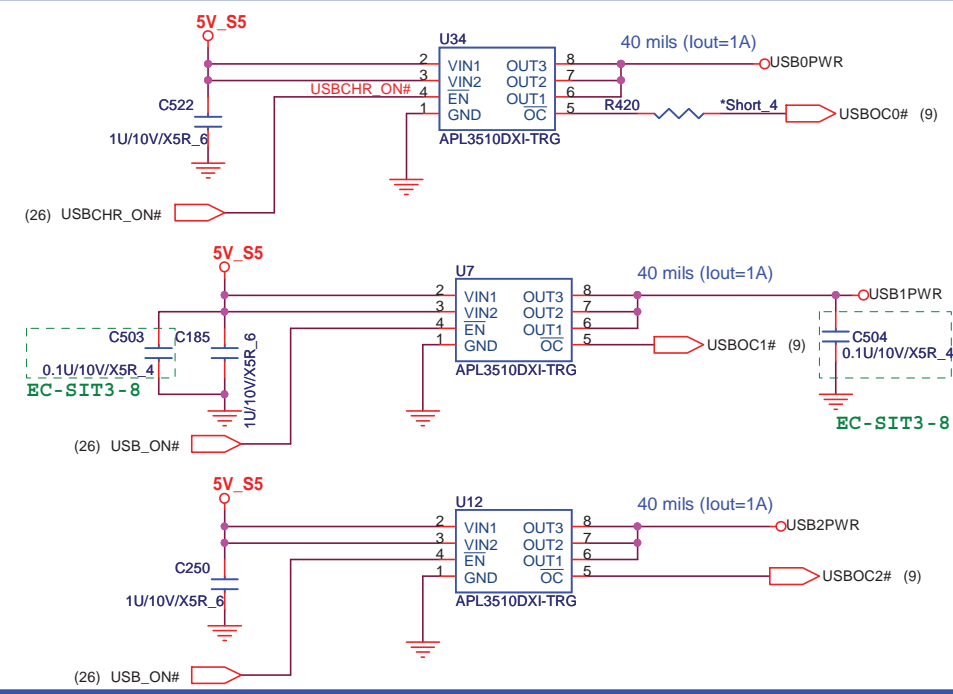 5V_S5
U34
40 mils (Iout=1A)
2 VIN1 OUT3 8
USB0PWR
3 VIN2 OUT2 7
USBCHR_ON# 4 EN OUT1 6
1 GND OC 5
R420 *Short_4
USBOC0# (9)
C522
1U/10V/X5R_6
APL3510DXI-TRG
(26) USBCHR_ON#
5V_S5
U7
40 mils (Iout=1A)
2 VIN1 OUT3 8
USB1PWR
3 VIN2 OUT2 7
4 EN OUT1 6
1 GND OC 5
USBOC1# (9)
C503
C185
0.1U/10V/X5R_4
1U/10V/X5R_6
APL3510DXI-TRG
C504
0.1U/10V/X5R_4
EC-SIT3-8
EC-SIT3-8
(26) USB_ON#
5V_S5
U12
40 mils (Iout=1A)
2 VIN1 OUT3 8
USB2PWR
3 VIN2 OUT2 7
4 EN OUT1 6
1 GND OC 5
USBOC2# (9)
C250
1U/10V/X5R_6
APL3510DXI-TRG
(26) USB_ON#